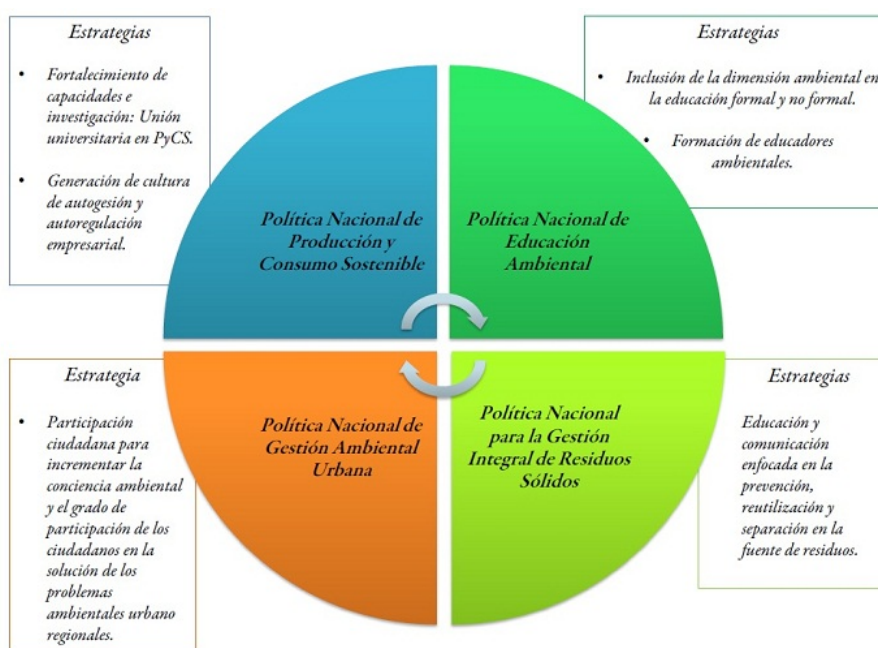 Estrategias
• Fortalecimiento de
capacidades e
investigación: Unión
universitaria en PyCS.
• Generación de cultura
de autogesión y
autoregulación
empresarial.
Estrategias
• Inclusión de la dimensión ambiental en
la educación formal y no formal.
• Formación de educadores
ambientales.
Política Nacional de
Producción y
Consumo Sostenible
Política Nacional de
Educación
Ambiental
Estrategia
• Participación
ciudadana para
incrementar la
conciencia ambiental
y el grado de
participación de los
ciudadanos en la
solución de los
problemas
ambientales urbano
regionales.
Política Nacional de
Gestión Ambiental
Urbana
Política Nacional
para la Gestión
Integral de Residuos
Sólidos
Estrategias
Educación y
comunicación
enfocada en la
prevención,
reutilización y
separación en la
fuente de residuos.